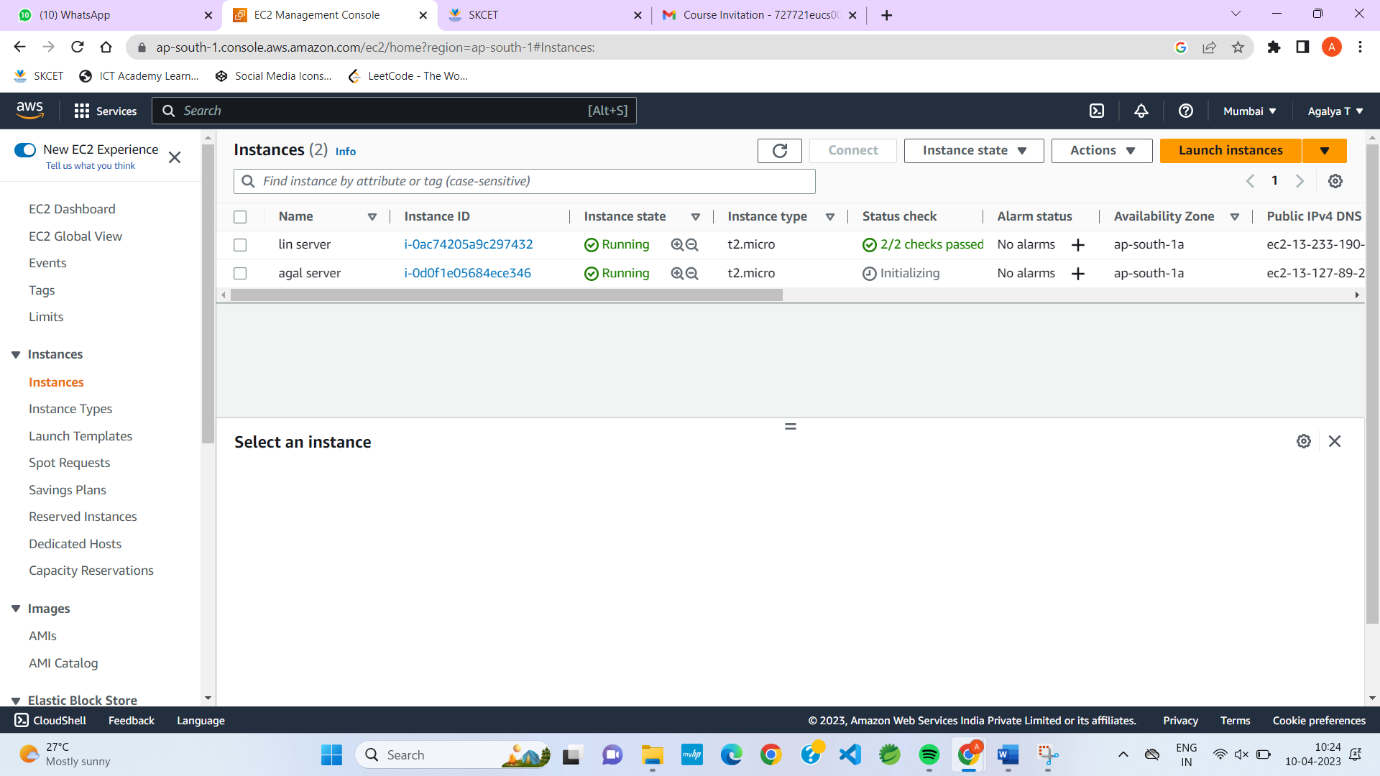 (10) WhatsApp
EC2 Management Console
SKCET
Course Invitation - 727721eucs00
ap-south-1.console.aws.amazon.com/ec2/home?region=ap-south-1#Instances:
A
SKCET
ICT Academy Learn...
Social Media Icons...
LeetCode - The Wo...
aws
Services
Search
[Alt+S]
Mumbai
Agalya T
New EC2 Experience
Tell us what you think
EC2 Dashboard
EC2 Global View
Events
Tags
Limits
Instances
Instances
Instance Types
Launch Templates
Spot Requests
Savings Plans
Reserved Instances
Dedicated Hosts
Capacity Reservations
Images
AMIs
AMI Catalog
Elastic Block Store
Instances (2) Info
Connect
Instance state
Actions
Launch instances
Find instance by attribute or tag (case-sensitive)
1
Name Instance ID Instance state Instance type Status check Alarm status Availability Zone Public IPv4 DNS
lin server i-0ac74205a9c297432 Running t2.micro 2/2 checks passed No alarms + ap-south-1a ec2-13-233-190-
agal server i-0d0f1e05684ece346 Running t2.micro Initializing No alarms + ap-south-1a ec2-13-127-89-2
Select an instance
CloudShell
Feedback
Language
© 2023, Amazon Web Services India Private Limited or its affiliates.
Privacy
Terms
Cookie preferences
27°C
Mostly sunny
Search
ENG
IN
10:24
10-04-2023